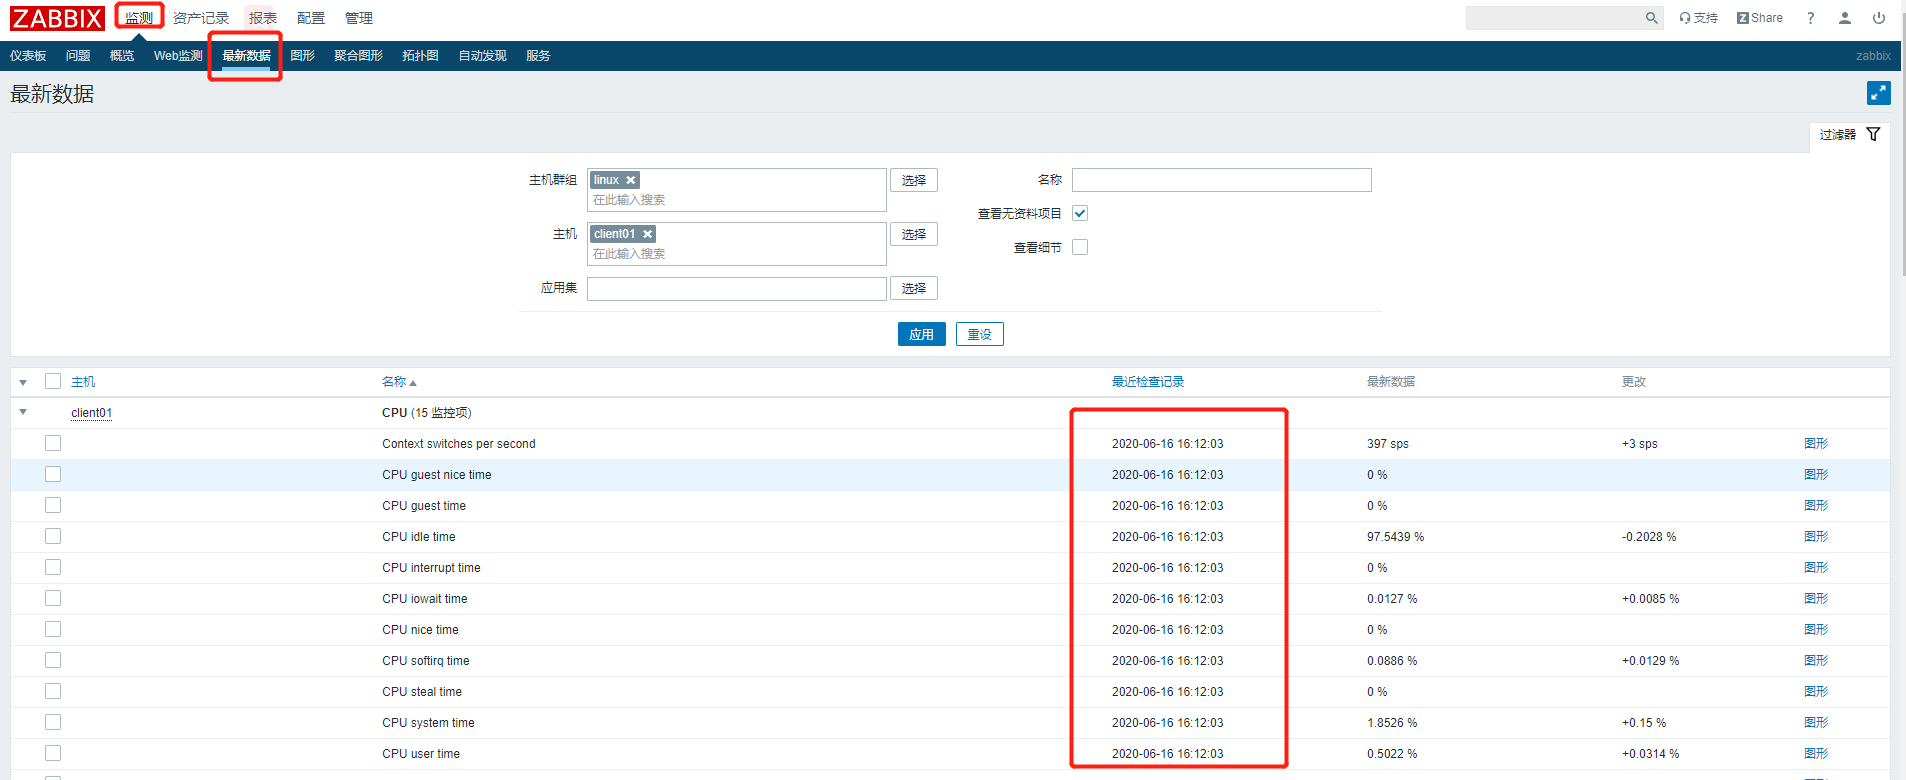 ZABBIX 监测 资产记录 报表 配置 管理 支持 Z Share ?
仪表板 问题 概览 Web监测 最新数据 图形 聚合图形 拓扑图 自动发现 服务 zabbix
最新数据
过滤器
主机群组 linux 选择 名称
在此输入搜索
查看无资料项目
主机 client01 选择
在此输入搜索
查看细节
应用集 选择
应用 重设
主机 名称 最近检查记录 最新数据 更改
client01 CPU (15 监控项)
Context switches per second 2020-06-16 16:12:03 397 sps +3 sps 图形
CPU guest nice time 2020-06-16 16:12:03 0 % 图形
CPU guest time 2020-06-16 16:12:03 0 % 图形
CPU idle time 2020-06-16 16:12:03 97.5439 % -0.2028 % 图形
CPU interrupt time 2020-06-16 16:12:03 0 % 图形
CPU iowait time 2020-06-16 16:12:03 0.0127 % +0.0085 % 图形
CPU nice time 2020-06-16 16:12:03 0 % 图形
CPU softirq time 2020-06-16 16:12:03 0.0886 % +0.0129 % 图形
CPU steal time 2020-06-16 16:12:03 0 % 图形
CPU system time 2020-06-16 16:12:03 1.8526 % +0.15 % 图形
CPU user time 2020-06-16 16:12:03 0.5022 % +0.0314 % 图形